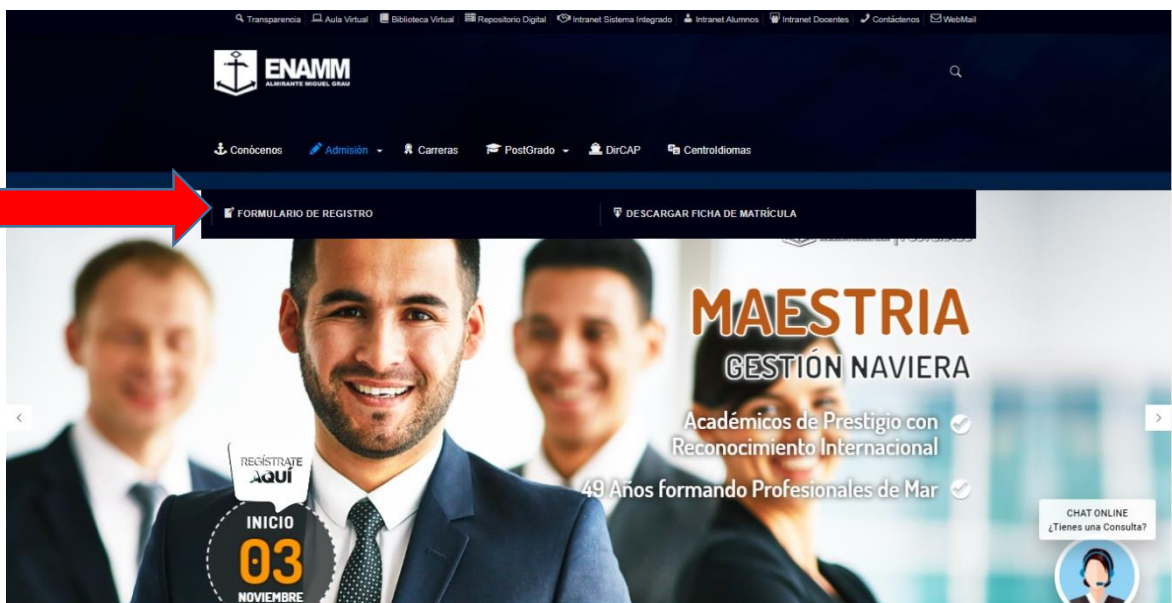 Transparencia Aula Virtual Biblioteca Virtual Repositorio Digital Intranet Sistema Integrado Intranet Alumnos Intranet Docentes Contáctenos WebMail
ENAMM
ALMIRANTE MIGUEL GRAU
Conócenos Admisión Carreras PostGrado DirCAP CentroIdiomas
FORMULARIO DE REGISTRO DESCARGAR FICHA DE MATRÍCULA
MAESTRIA
GESTIÓN NAVIERA
Académicos de Prestigio con
Reconocimiento Internacional
49 Años formando Profesionales de Mar
REGÍSTRATE
AQUÍ
INICIO
03
NOVIEMBRE
CHAT ONLINE
¿Tienes una Consulta?